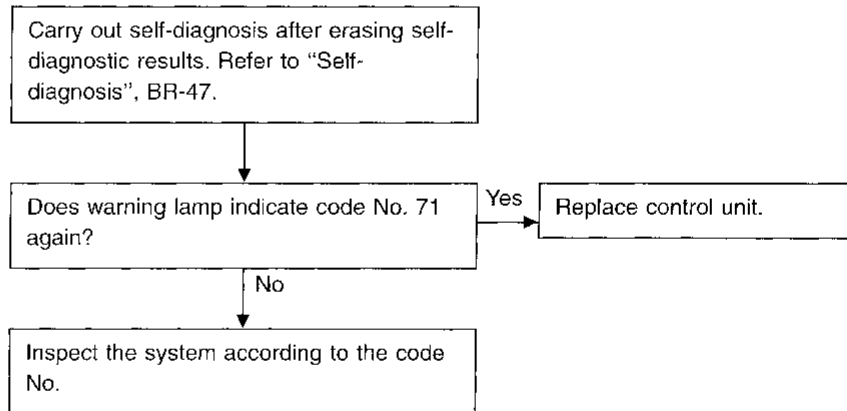 Carry out self-diagnosis after erasing self-
diagnostic results. Refer to “Self-
diagnosis”, BR-47.
Does warning lamp indicate code No. 71
again?
Yes
Replace control unit.
No
Inspect the system according to the code
No.